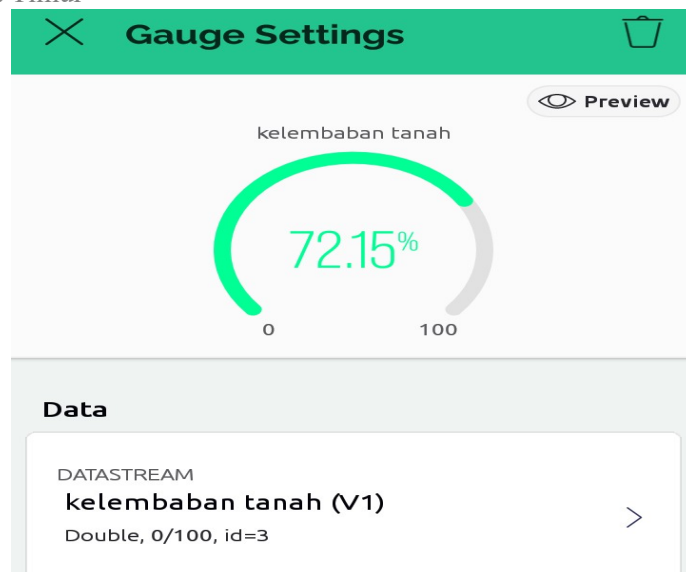 Timur
Gauge Settings
Preview
kelembaban tanah
72.15%
0 100
Data
DATASTREAM
kelembaban tanah (V1)
Double, 0/100, id=3